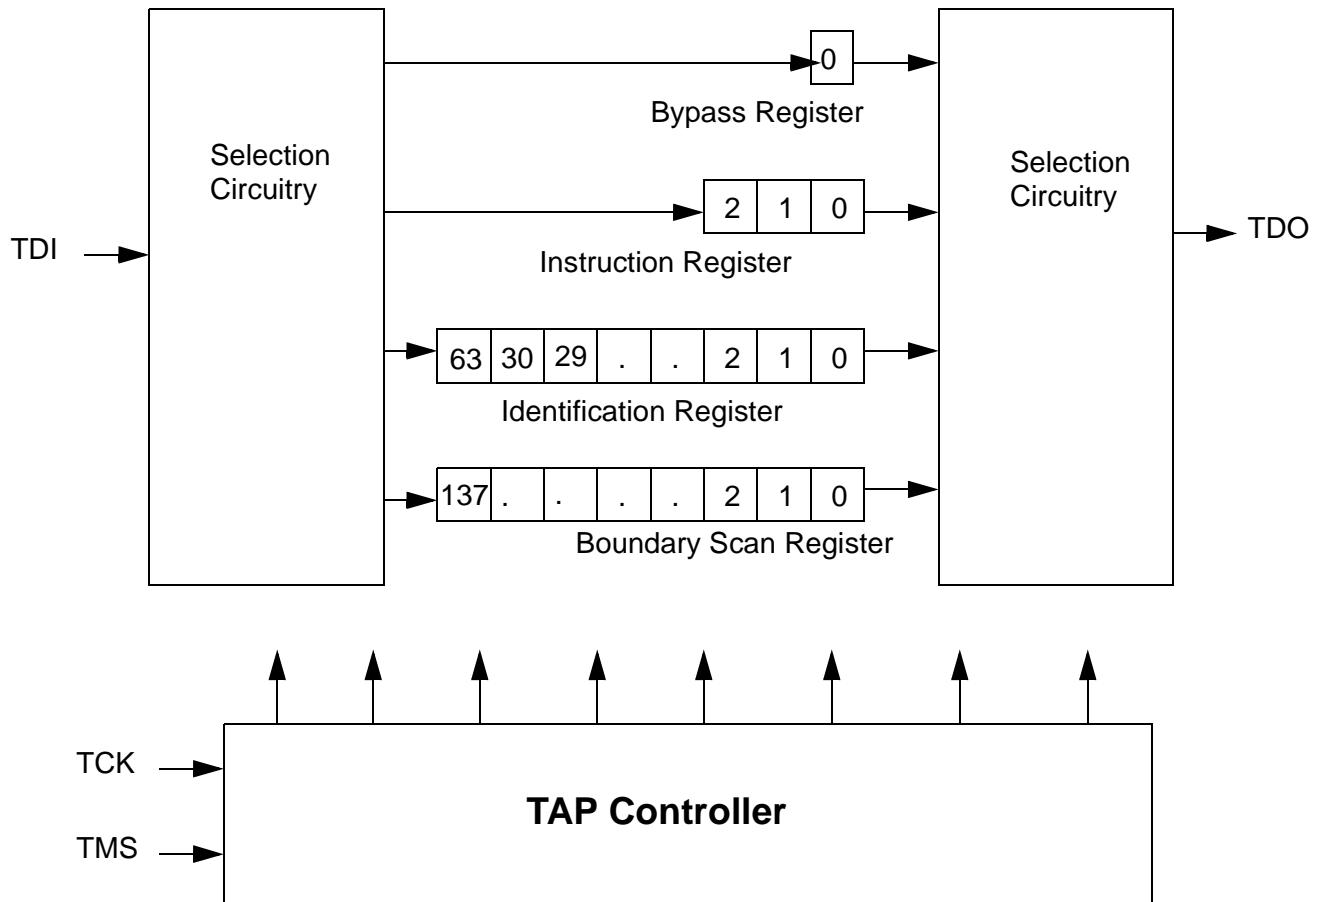 0
Bypass Register
Selection
Circuitry
Selection
Circuitry
2 1 0
TDI
TDO
Instruction Register
63 30 29 . . 2 1 0
Identification Register
137 . . . . 2 1 0
Boundary Scan Register
TCK
TAP Controller
TMS